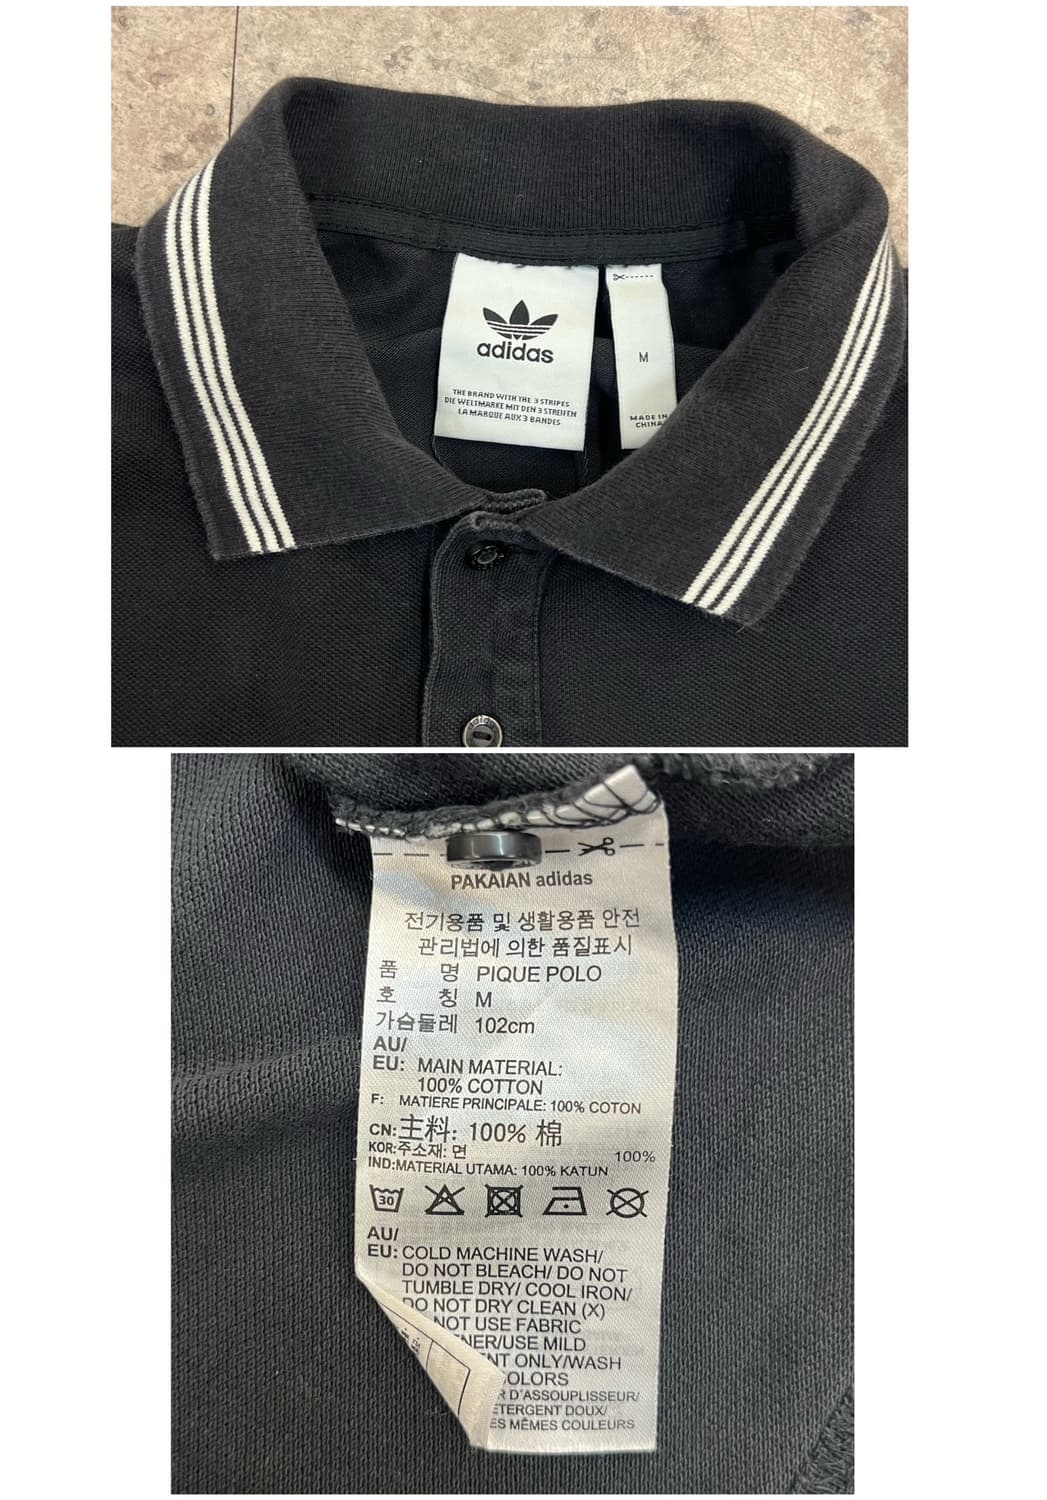 adidas
THE BRAND WITH THE 3 STRIPES
DIE WELTMARKE MIT DEN 3 STREIFEN
LA MARQUE AUX 3 BANDES
M
MADE IN
CHINA
PAKAIAN adidas
전기용품 및 생활용품 안전
관리법에 의한 품질표시
품 명 PIQUE POLO
호 칭 M
가슴둘레 102cm
AU/
EU: MAIN MATERIAL:
100% COTTON
F: MATIERE PRINCIPALE: 100% COTON
CN:主料: 100% 棉
KOR:주소재: 면 100%
IND:MATERIAL UTAMA: 100% KATUN
30
AU/
EU: COLD MACHINE WASH/
DO NOT BLEACH/ DO NOT
TUMBLE DRY/ COOL IRON/
DO NOT DRY CLEAN (X)
NOT USE FABRIC
NER/USE MILD
NT ONLY/WASH
COLORS
R D'ASSOUPLISSEUR/
ETERGENT DOUX/
ES MÊMES COULEURS